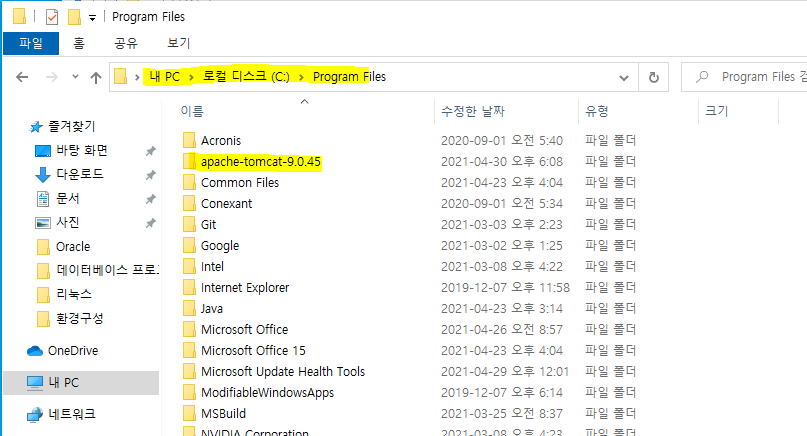 Program Files
파일 홈 공유 보기
내 PC 로컬 디스크 (C:) Program Files Program Files 검
이름 수정한 날짜 유형 크기
즐겨찾기
바탕 화면
다운로드
문서
사진
Oracle
데이터베이스 프로
리눅스
환경구성
OneDrive
내 PC
네트워크
Acronis 2020-09-01 오전 5:40 파일 폴더
apache-tomcat-9.0.45 2021-04-30 오후 6:08 파일 폴더
Common Files 2021-04-23 오후 4:04 파일 폴더
Conexant 2020-09-01 오전 5:34 파일 폴더
Git 2021-03-03 오후 2:23 파일 폴더
Google 2021-03-02 오후 1:25 파일 폴더
Intel 2021-03-08 오후 4:22 파일 폴더
Internet Explorer 2019-12-07 오후 11:58 파일 폴더
Java 2021-04-23 오후 3:14 파일 폴더
Microsoft Office 2021-04-26 오전 8:57 파일 폴더
Microsoft Office 15 2021-04-23 오후 4:04 파일 폴더
Microsoft Update Health Tools 2021-04-29 오후 12:01 파일 폴더
ModifiableWindowsApps 2019-12-07 오후 6:14 파일 폴더
MSBuild 2021-03-25 오전 8:37 파일 폴더
NVIDIA Corporation 2021-03-08 오후 4:23 파일 폴더